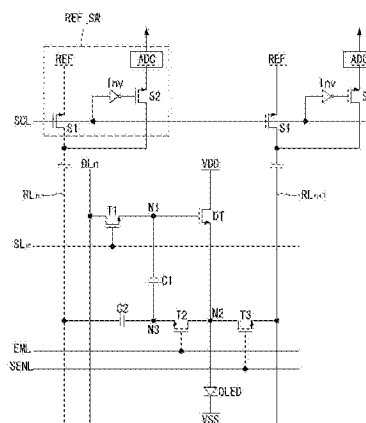 REF_SW
ADC ADC
REF Inv S2 REF Inv S
SCL S1 S1
DLn VDD
RLn RLn+1
T1 N1 DT
SLn
C1
C2 T2 N2 T3
N3
EML
SENL
OLED
VSS